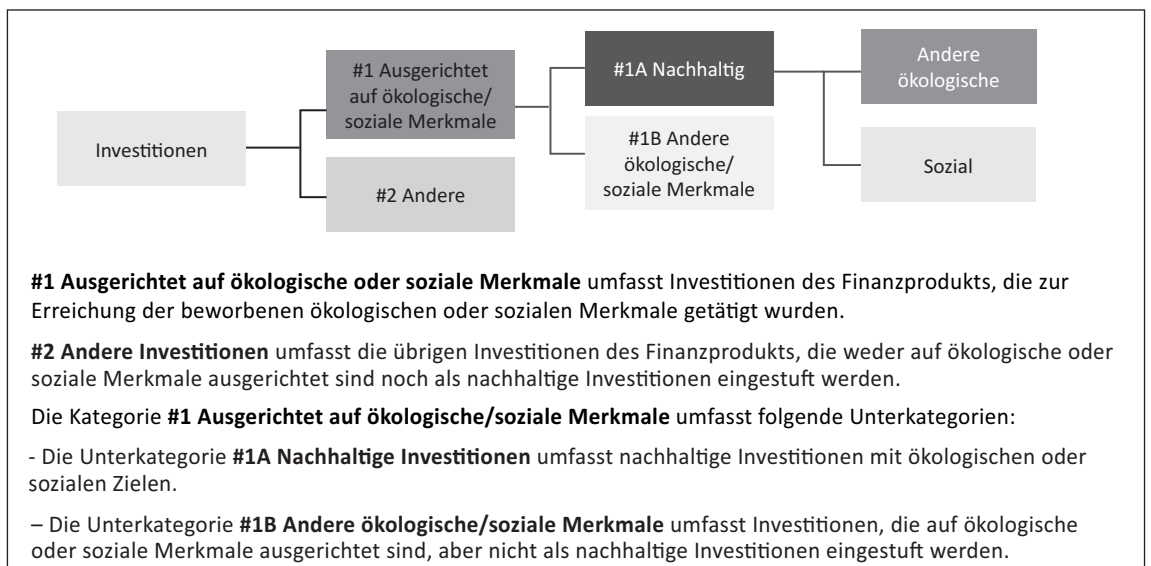 Investitionen
#1 Ausgerichtet
auf ökologische/
soziale Merkmale
#2 Andere
#1A Nachhaltig
#1B Andere
ökologische/
soziale Merkmale
Andere
ökologische
Sozial
#1 Ausgerichtet auf ökologische oder soziale Merkmale umfasst Investitionen des Finanzprodukts, die zur
Erreichung der beworbenen ökologischen oder sozialen Merkmale getätigt wurden.
#2 Andere Investitionen umfasst die übrigen Investitionen des Finanzprodukts, die weder auf ökologische oder
soziale Merkmale ausgerichtet sind noch als nachhaltige Investitionen eingestuft werden.
Die Kategorie #1 Ausgerichtet auf ökologische/soziale Merkmale umfasst folgende Unterkategorien:
- Die Unterkategorie #1A Nachhaltige Investitionen umfasst nachhaltige Investitionen mit ökologischen oder
sozialen Zielen.
– Die Unterkategorie #1B Andere ökologische/soziale Merkmale umfasst Investitionen, die auf ökologische
oder soziale Merkmale ausgerichtet sind, aber nicht als nachhaltige Investitionen eingestuft werden.